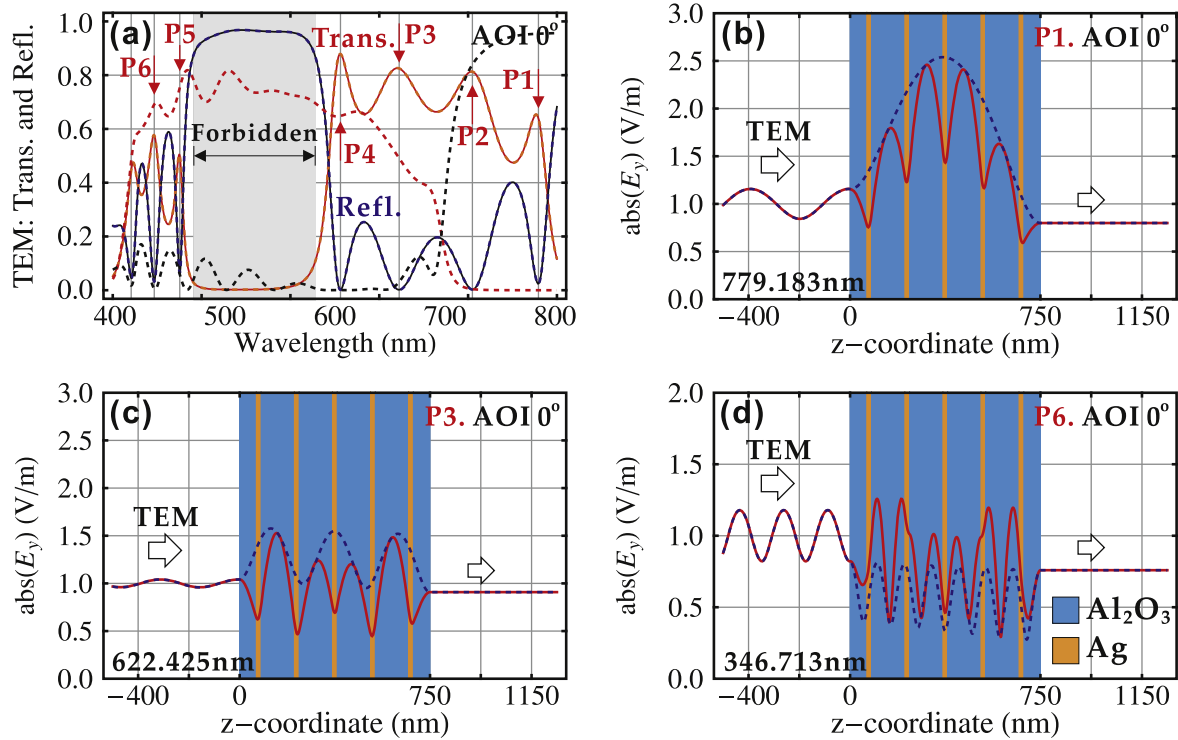 (a)
Trans.
AOI 0°
P5
P3
P6
P1
P2
Forbidden
P4
Refl.
TEM: Trans. and Refl.
1.0
0.8
0.6
0.4
0.2
0.0
400 500 600 700 800
Wavelength (nm)
(b)
P1. AOI 0°
TEM
779.183nm
abs(Ey) (V/m)
3.0
2.5
2.0
1.5
1.0
0.5
0.0
−400 0 750 1150
z−coordinate (nm)
(c)
P3. AOI 0°
TEM
622.425nm
abs(Ey) (V/m)
3.0
2.5
2.0
1.5
1.0
0.5
0.0
−400 0 750 1150
z−coordinate (nm)
(d)
P6. AOI 0°
TEM
Al₂O₃
Ag
346.713nm
abs(Ey) (V/m)
2.0
1.5
1.0
0.5
0.0
−400 0 750 1150
z−coordinate (nm)